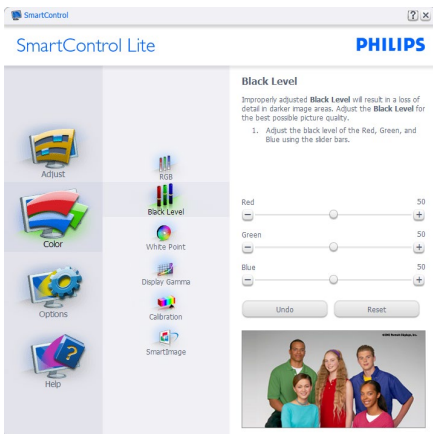 SmartControl
SmartControl Lite
PHILIPS
Adjust
Color
Options
Help
RGB
Black Level
White Point
Display Gamma
Calibration
SmartImage
Black Level
Improperly adjusted Black Level will result in a loss of
detail in darker image areas. Adjust the Black Level for
the best possible picture quality.
1. Adjust the black level of the Red, Green, and
Blue using the slider bars.
Red 50
Green 50
Blue 50
Undo Reset